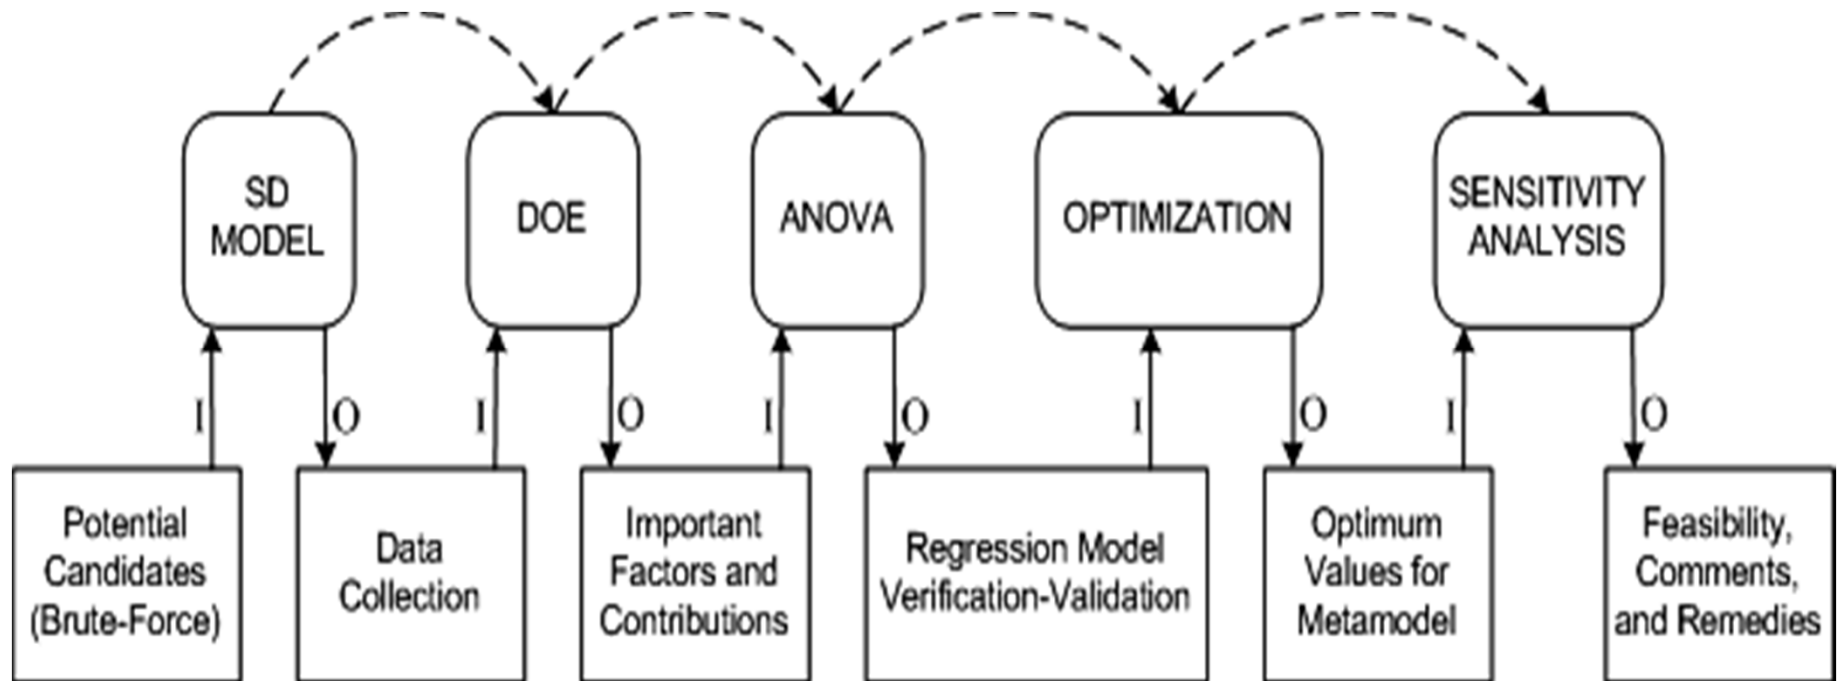 SD
MODEL
DOE
ANOVA
OPTIMIZATION
SENSITIVITY
ANALYSIS
I
O
I
O
I
O
I
O
I
O
Potential
Candidates
(Brute-Force)
Data
Collection
Important
Factors and
Contributions
Regression Model
Verification-Validation
Optimum
Values for
Metamodel
Feasibility,
Comments,
and Remedies